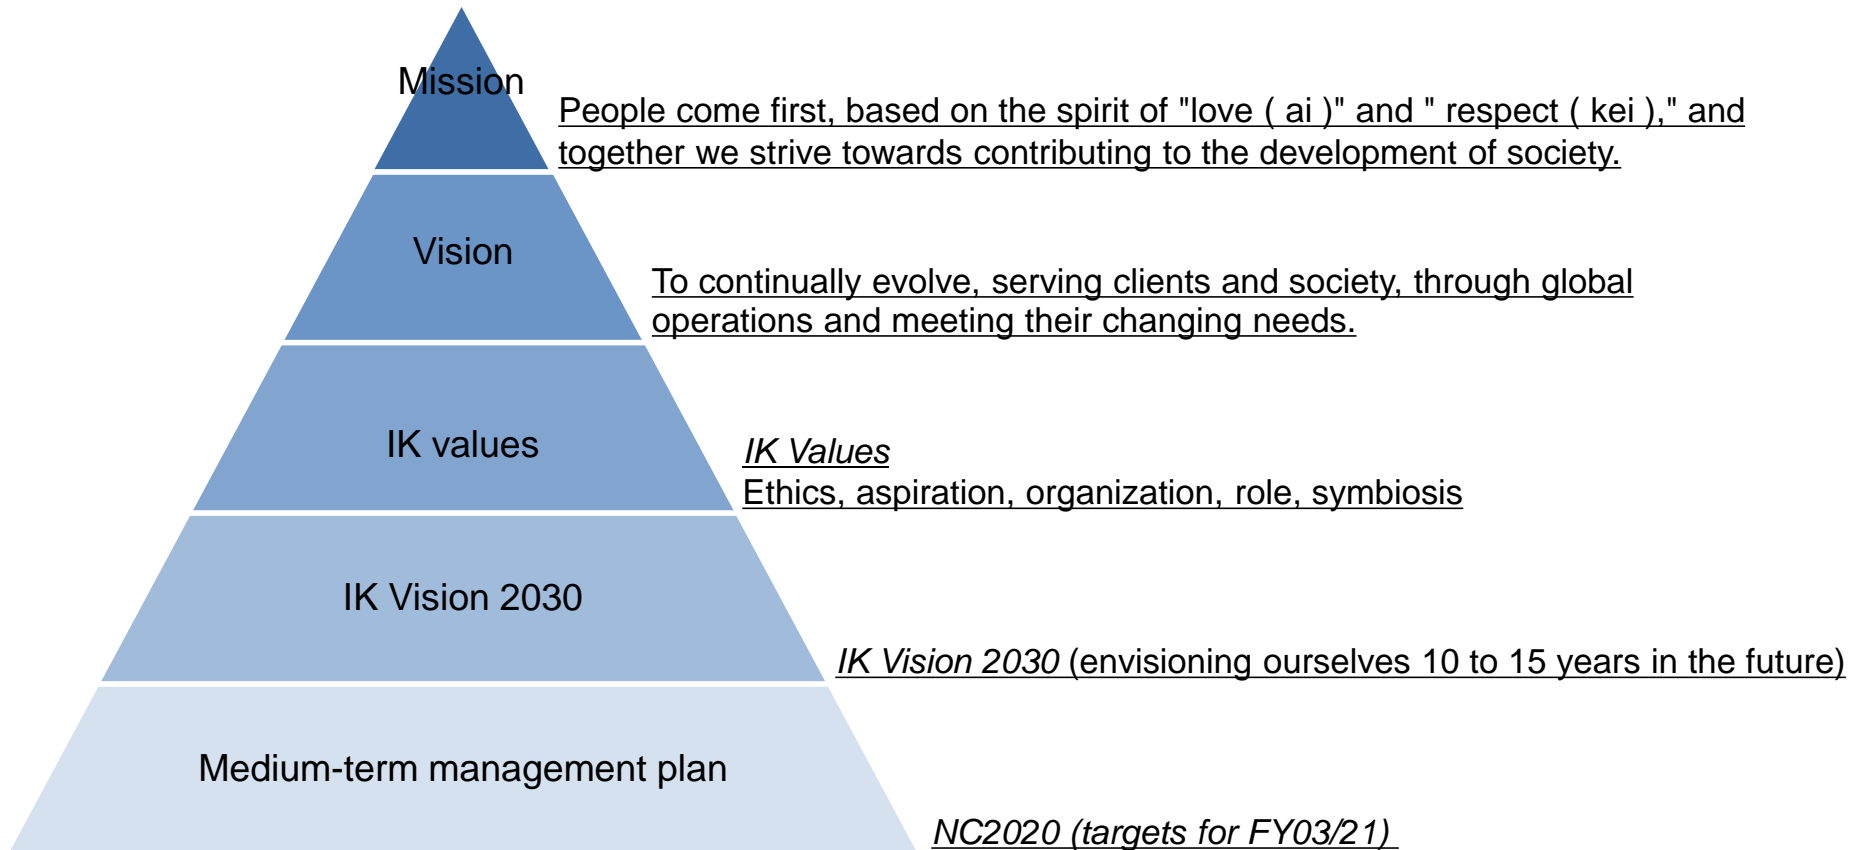 Mission
People come first, based on the spirit of "love ( ai )" and " respect ( kei )," and
together we strive towards contributing to the development of society.
Vision
To continually evolve, serving clients and society, through global
operations and meeting their changing needs.
IK values
IK Values
Ethics, aspiration, organization, role, symbiosis
IK Vision 2030
IK Vision 2030 (envisioning ourselves 10 to 15 years in the future)
Medium-term management plan
NC2020 (targets for FY03/21)